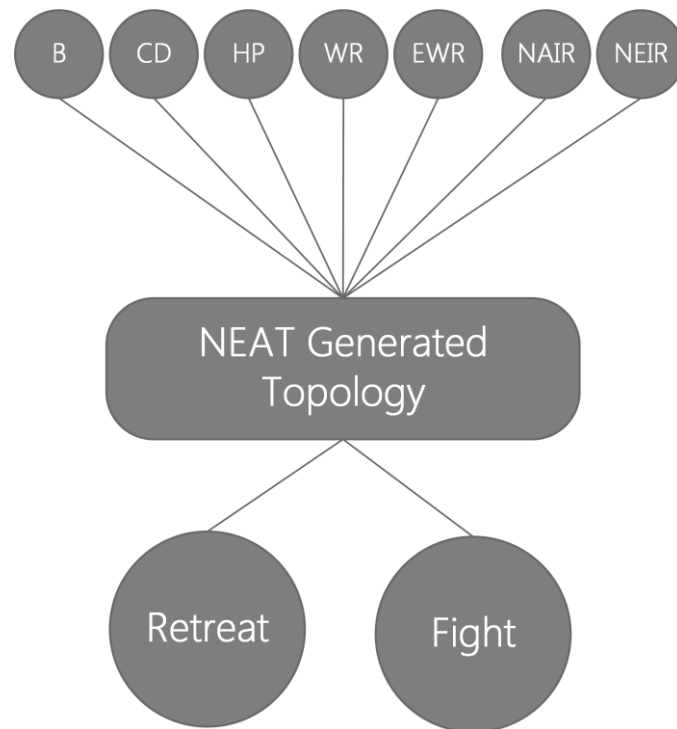 B
CD
HP
WR
EWR
NAIR
NEIR
NEAT Generated
Topology
Retreat
Fight